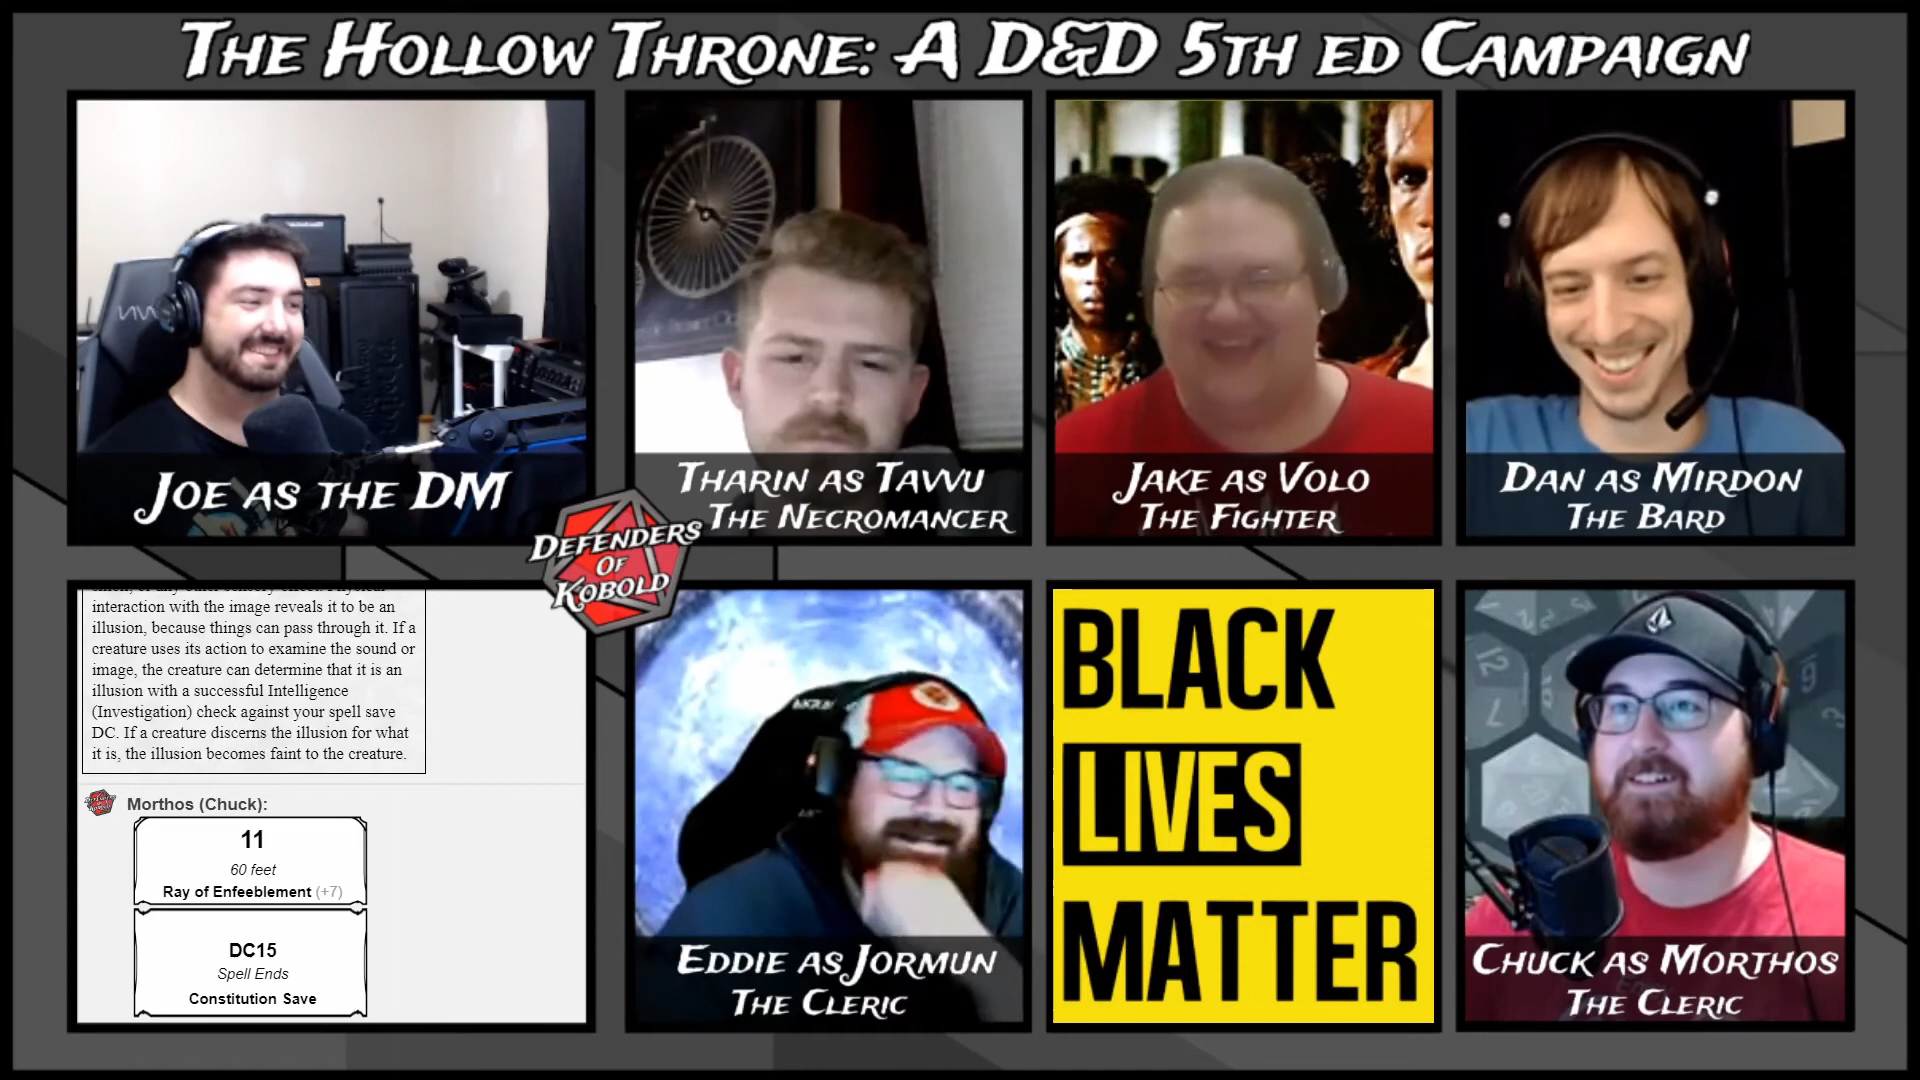 The Hollow Throne: A D&D 5th ed Campaign
Joe as the DM
Tharin as Tavvu
The Necromancer
Jake as Volo
The Fighter
Dan as Mirdon
The Bard
Defenders
Of
Kobold
interaction with the image reveals it to be an
illusion, because things can pass through it. If a
creature uses its action to examine the sound or
image, the creature can determine that it is an
illusion with a successful Intelligence
(Investigation) check against your spell save
DC. If a creature discerns the illusion for what
it is, the illusion becomes faint to the creature.
Morthos (Chuck):
11
60 feet
Ray of Enfeeblement (+7)
DC15
Spell Ends
Constitution Save
Eddie as Jormun
The Cleric
BLACK
LIVES
MATTER
12
7
Chuck as Morthos
The Cleric